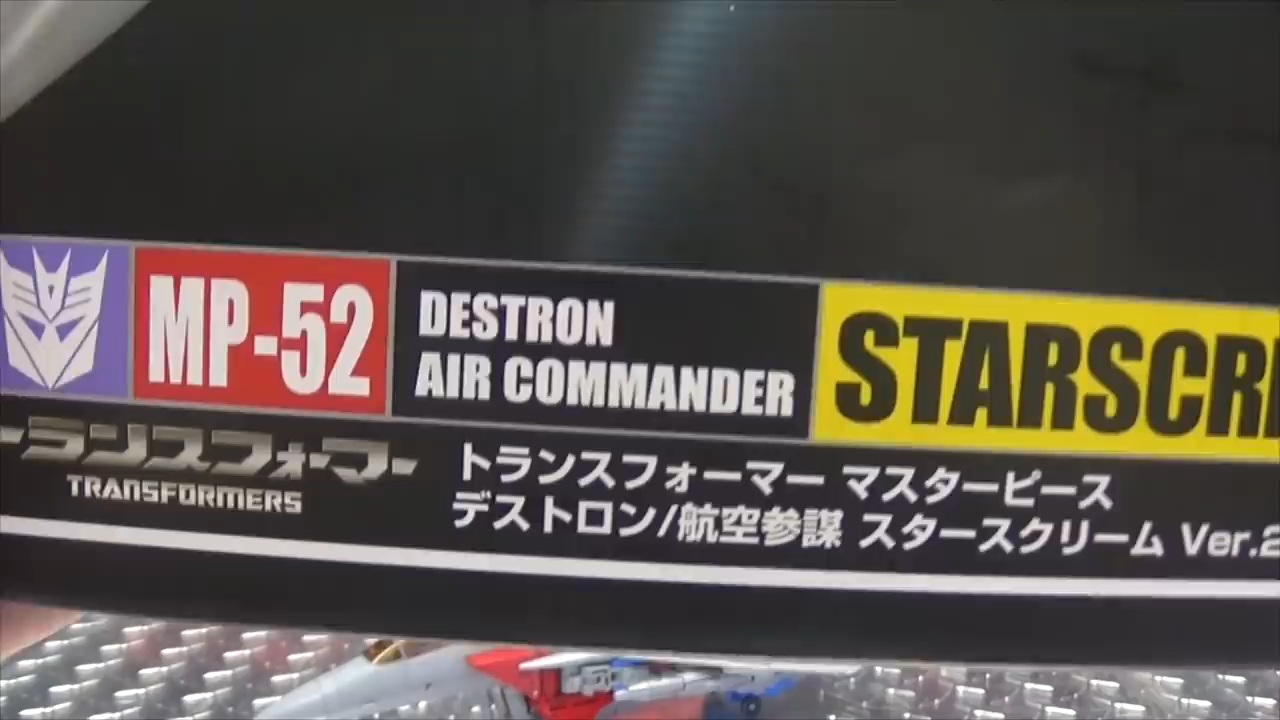 MP-52
DESTRON
AIR COMMANDER
STARSCR
トランスフォーマー
TRANSFORMERS
トランスフォーマー マスターピース
デストロン/航空参謀 スタースクリーム Ver.2